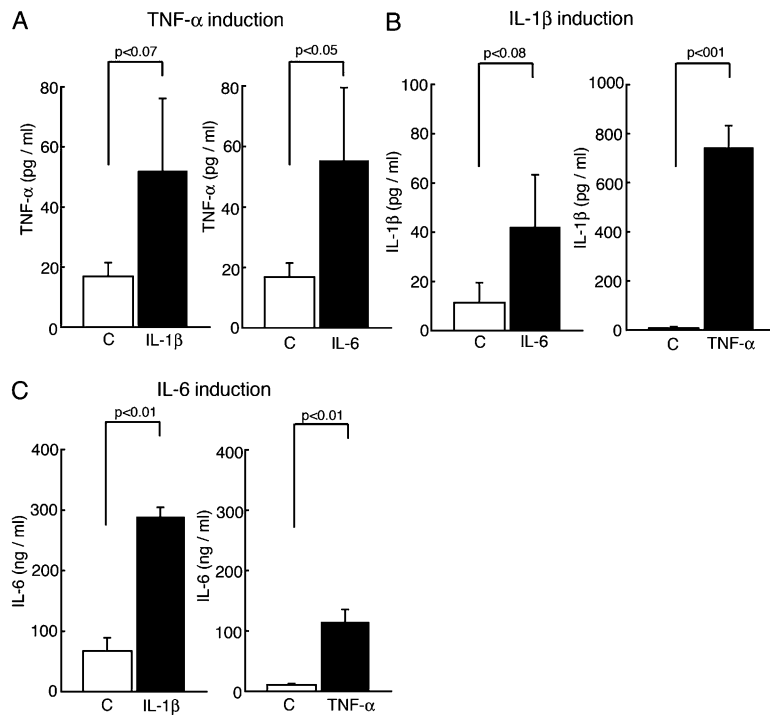 A
TNF-α induction
p<0.07
p<0.05
TNF-α (pg / ml)
80
60
40
20
0
C
IL-1β
TNF-α (pg / ml)
80
60
40
20
0
C
IL-6
B
IL-1β induction
p<0.08
p<001
IL-1β (pg / ml)
100
80
60
40
20
0
C
IL-6
IL-1β (pg / ml)
1000
800
600
400
200
0
C
TNF-α
C
IL-6 induction
p<0.01
p<0.01
IL-6 (ng / ml)
400
300
200
100
0
C
IL-1β
IL-6 (ng / ml)
400
300
200
100
0
C
TNF-α